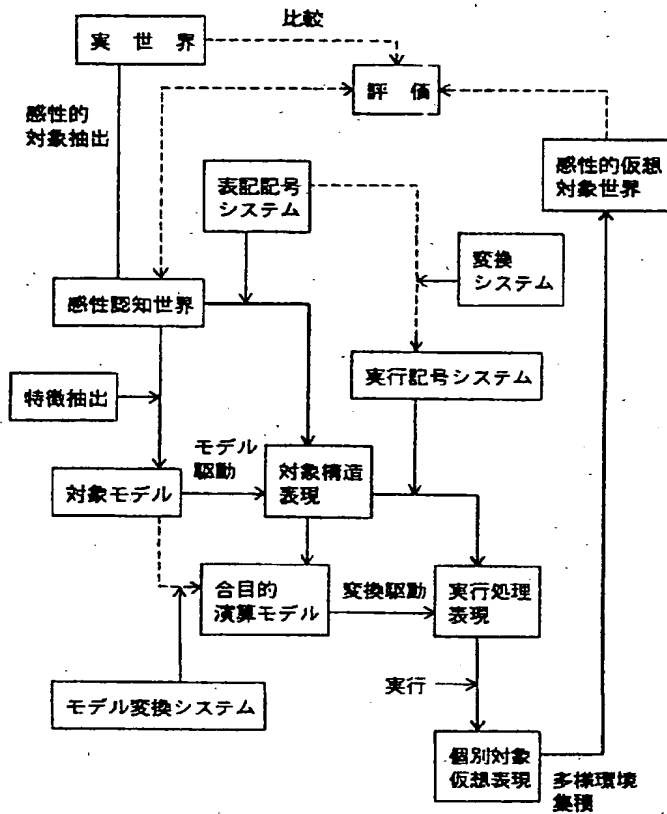 比較
実世界
評価
感性的
対象抽出
感性的仮想
対象世界
表記記号
システム
変換
システム
感性認知世界
実行記号システム
特徴抽出
モデル
駆動
対象構造
表現
対象モデル
合目的
演算モデル
変換駆動
実行処理
表現
実行
モデル変換システム
個別対象
仮想表現
多様環境
集積